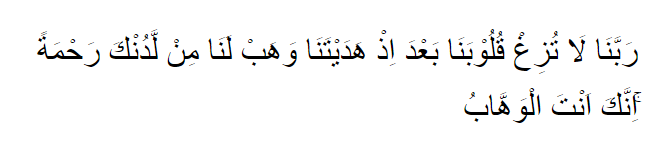 رَبَّنَا لَا تُزِغْ قُلُوْبَنَا بَعْدَ اِذْ هَدَيْتَنَا وَهَبْ لَنَا مِنْ لَّدُنْكَ رَحْمَةً
ۚاِنَّكَ اَنْتَ الْوَهَّابُ